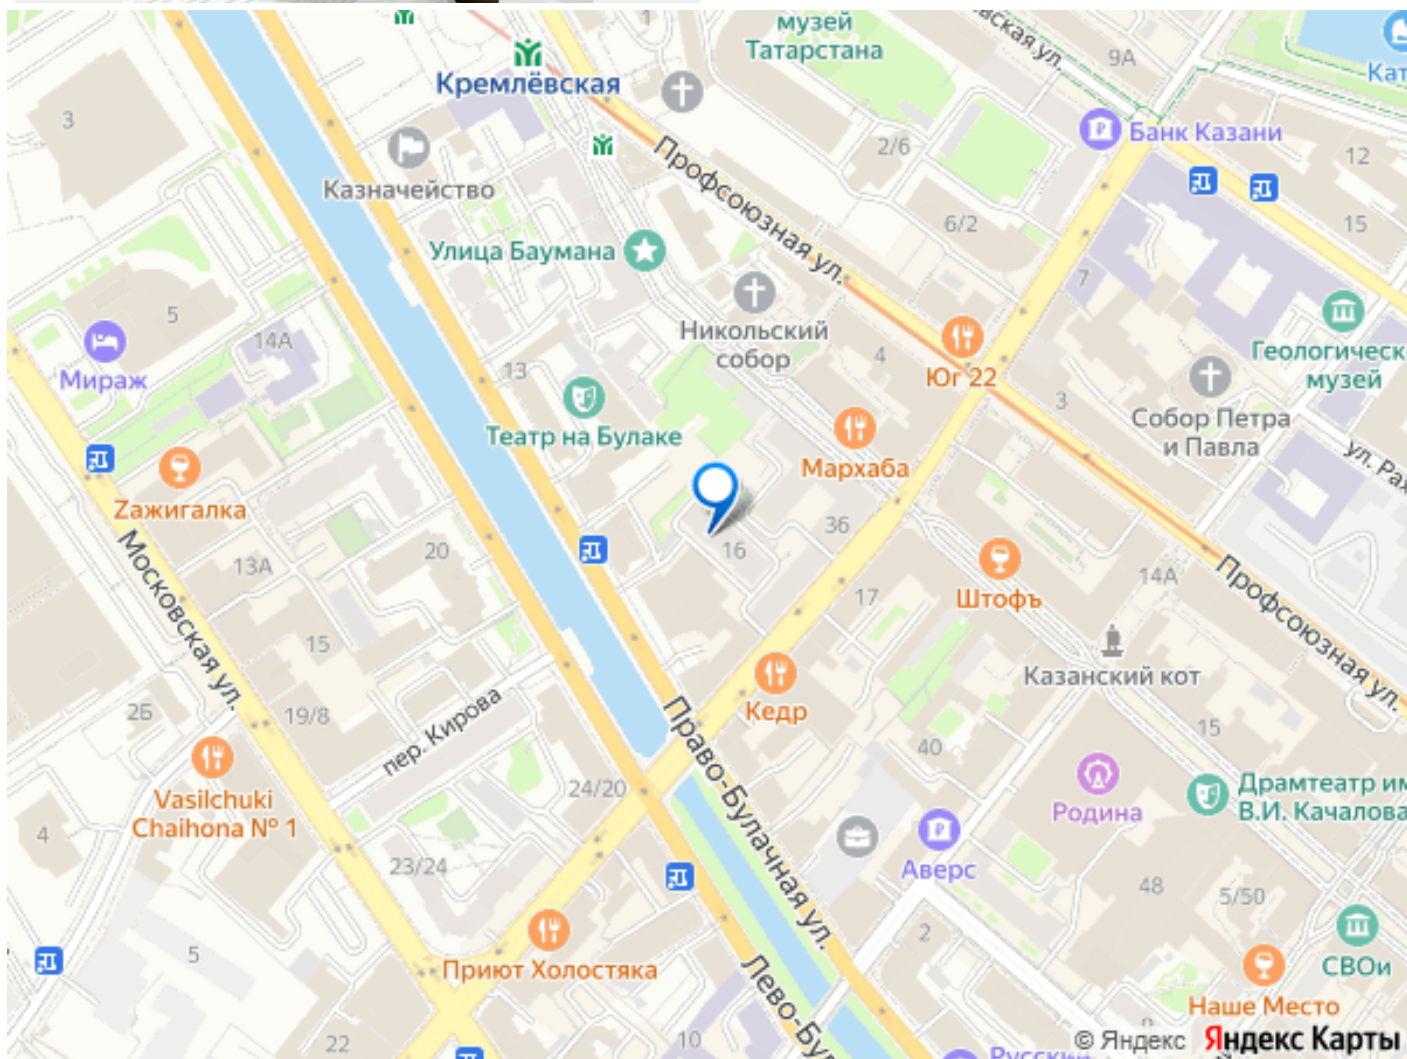 музей
Татарстана
1
9А
Кремлёвская
Кат
3
Банк Казани
2/6
12
Казначейство
Профсоюзная ул.
6/2
15
Улица Баумана
7
5
14А
Никольский
собор
4
Геологическ
музей
Мираж
13
Юг 22
3
Собор Петра
и Павла
Театр на Булаке
Мархаба
ул. Рах
Zажигалка
36
20
16
13А
Московская ул.
17
Штофъ
14А
Профсоюзная ул.
15
Казанский кот
2Б
19/8
пер. Кирова
Кедр
Право-Булачная ул.
40
15
24/20
Vasilchuki
Chaihona № 1
Родина
Драмтеатр им
В.И. Качалова
4
23/24
Аверс
48
5/50
2
5
Приют Холостяка
СВОи
Лево-Бул
Наше Место
22
10
© Яндекс Яндекс Карты